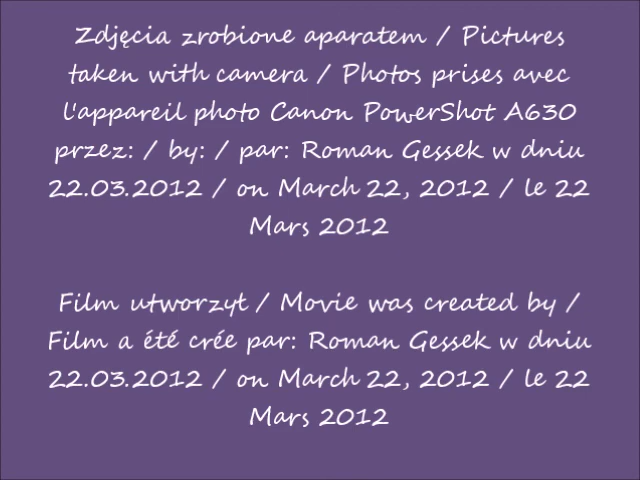 Zdjęcia zrobione aparatem / Pictures
taken with camera / Photos prises avec
l'appareil photo Canon PowerShot A630
przez: / by: / par: Roman Gessek w dniu
22.03.2012 / on March 22, 2012 / le 22
Mars 2012
Film utworzył / Movie was created by /
Film a été crée par: Roman Gessek w dniu
22.03.2012 / on March 22, 2012 / le 22
Mars 2012